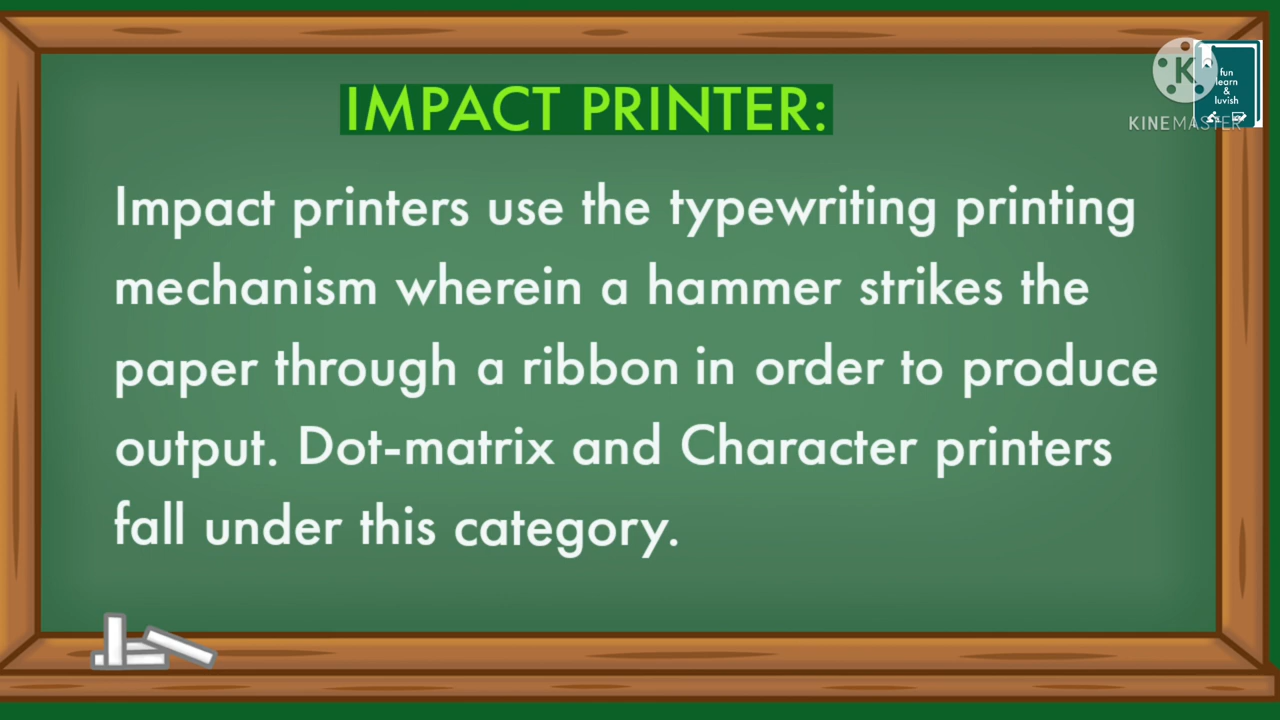 IMPACT PRINTER:
Impact printers use the typewriting printing
mechanism wherein a hammer strikes the
paper through a ribbon in order to produce
output. Dot-matrix and Character printers
fall under this category.
K
KINEMASTER
fun
learn
&
luvish